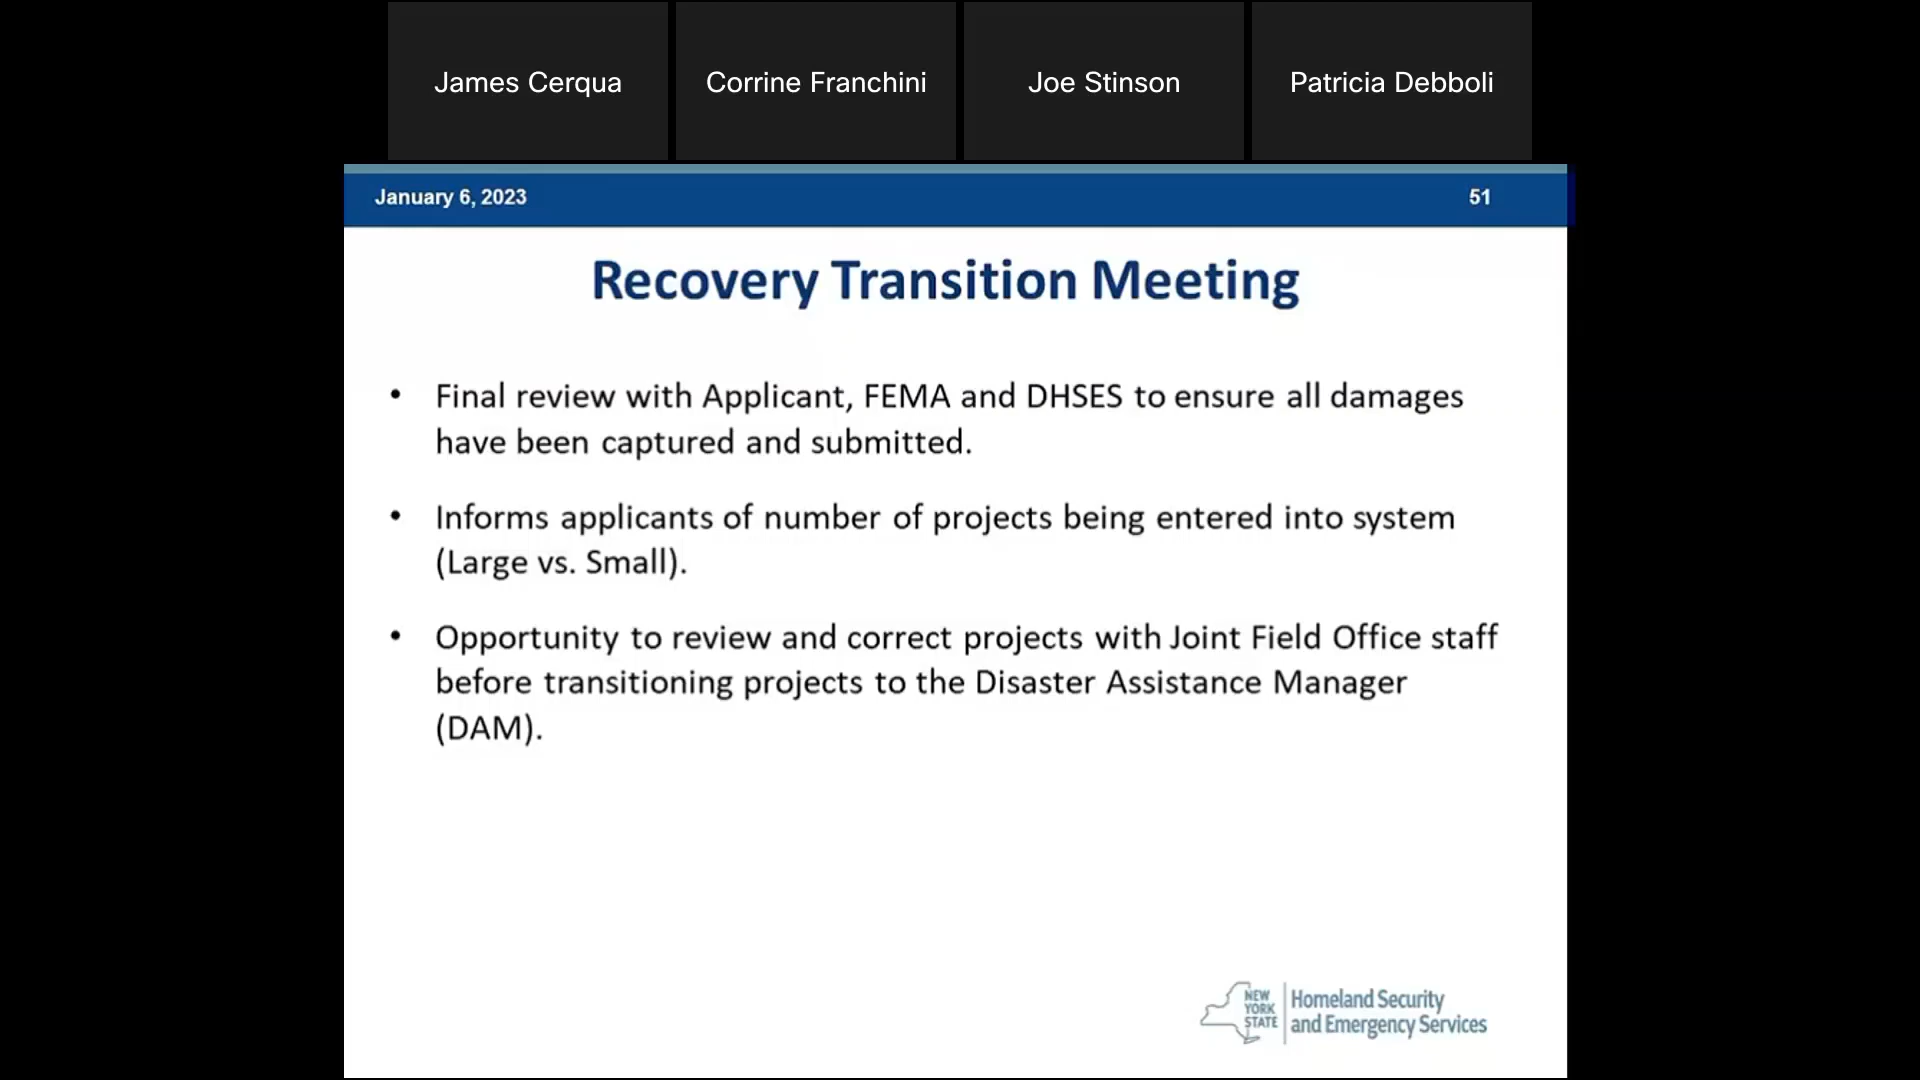 James Cerqua
Corrine Franchini
Joe Stinson
Patricia Debboli
January 6, 2023
51
Recovery Transition Meeting
• Final review with Applicant, FEMA and DHSES to ensure all damages
have been captured and submitted.
• Informs applicants of number of projects being entered into system
(Large vs. Small).
• Opportunity to review and correct projects with Joint Field Office staff
before transitioning projects to the Disaster Assistance Manager
(DAM).
NEW
YORK
STATE
Homeland Security
and Emergency Services